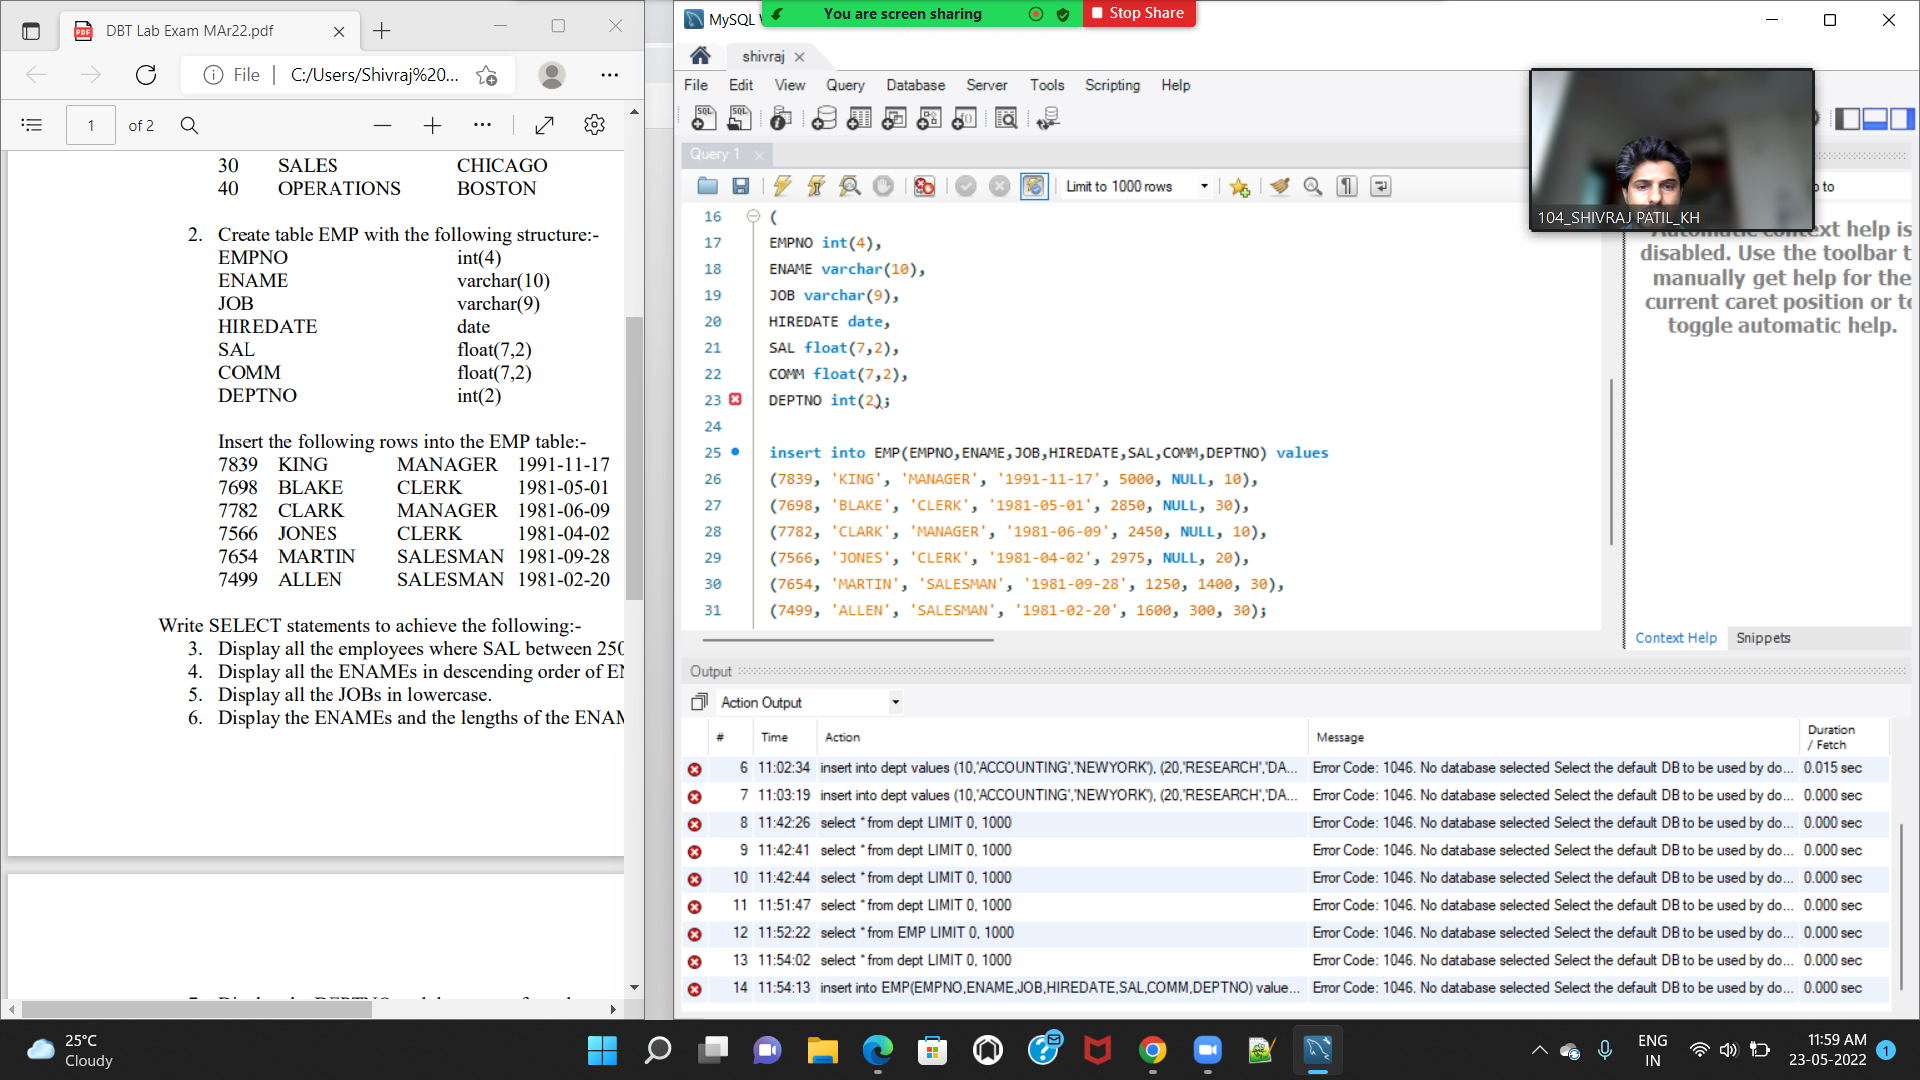 DBT Lab Exam MAr22.pdf
File
C:/Users/Shivraj%20...
1
of 2
30 SALES CHICAGO
40 OPERATIONS BOSTON
2. Create table EMP with the following structure:-
EMPNO int(4)
ENAME varchar(10)
JOB varchar(9)
HIREDATE date
SAL float(7,2)
COMM float(7,2)
DEPTNO int(2)
Insert the following rows into the EMP table:-
7839 KING MANAGER 1991-11-17
7698 BLAKE CLERK 1981-05-01
7782 CLARK MANAGER 1981-06-09
7566 JONES CLERK 1981-04-02
7654 MARTIN SALESMAN 1981-09-28
7499 ALLEN SALESMAN 1981-02-20
Write SELECT statements to achieve the following:-
3. Display all the employees where SAL between 250
4. Display all the ENAMEs in descending order of EN
5. Display all the JOBs in lowercase.
6. Display the ENAMEs and the lengths of the ENAM
MySQL
You are screen sharing
Stop Share
shivraj
File Edit View Query Database Server Tools Scripting Help
Query 1
Limit to 1000 rows
16 (
17 EMPNO int(4),
18 ENAME varchar(10),
19 JOB varchar(9),
20 HIREDATE date,
21 SAL float(7,2),
22 COMM float(7,2),
23 DEPTNO int(2);
24
25 insert into EMP(EMPNO,ENAME,JOB,HIREDATE,SAL,COMM,DEPTNO) values
26 (7839, 'KING', 'MANAGER', '1991-11-17', 5000, NULL, 10),
27 (7698, 'BLAKE', 'CLERK', '1981-05-01', 2850, NULL, 30),
28 (7782, 'CLARK', 'MANAGER', '1981-06-09', 2450, NULL, 10),
29 (7566, 'JONES', 'CLERK', '1981-04-02', 2975, NULL, 20),
30 (7654, 'MARTIN', 'SALESMAN', '1981-09-28', 1250, 1400, 30),
31 (7499, 'ALLEN', 'SALESMAN', '1981-02-20', 1600, 300, 30);
104_SHIVRAJ PATIL_KH
to
Automatic context help is
disabled. Use the toolbar t
manually get help for the
current caret position or to
toggle automatic help.
Context Help Snippets
Output
Action Output
# Time Action Message Duration / Fetch
6 11:02:34 insert into dept values (10,'ACCOUNTING','NEWYORK'), (20,'RESEARCH','DA... Error Code: 1046. No database selected Select the default DB to be used by do... 0.015 sec
7 11:03:19 insert into dept values (10,'ACCOUNTING','NEWYORK'), (20,'RESEARCH','DA... Error Code: 1046. No database selected Select the default DB to be used by do... 0.000 sec
8 11:42:26 select * from dept LIMIT 0, 1000 Error Code: 1046. No database selected Select the default DB to be used by do... 0.000 sec
9 11:42:41 select * from dept LIMIT 0, 1000 Error Code: 1046. No database selected Select the default DB to be used by do... 0.000 sec
10 11:42:44 select * from dept LIMIT 0, 1000 Error Code: 1046. No database selected Select the default DB to be used by do... 0.000 sec
11 11:51:47 select * from dept LIMIT 0, 1000 Error Code: 1046. No database selected Select the default DB to be used by do... 0.000 sec
12 11:52:22 select * from EMP LIMIT 0, 1000 Error Code: 1046. No database selected Select the default DB to be used by do... 0.000 sec
13 11:54:02 select * from dept LIMIT 0, 1000 Error Code: 1046. No database selected Select the default DB to be used by do... 0.000 sec
14 11:54:13 insert into EMP(EMPNO,ENAME,JOB,HIREDATE,SAL,COMM,DEPTNO) value... Error Code: 1046. No database selected Select the default DB to be used by do... 0.000 sec
25°C
Cloudy
ENG
IN
11:59 AM
23-05-2022
1